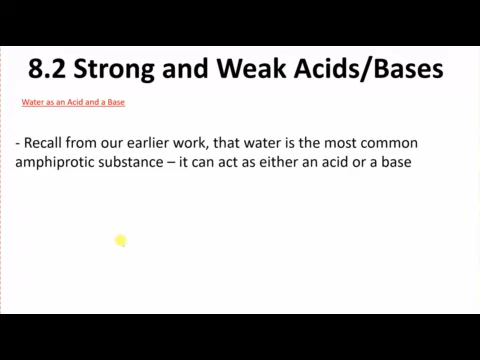 8.2 Strong and Weak Acids/Bases
Water as an Acid and a Base
- Recall from our earlier work, that water is the most common
amphiprotic substance – it can act as either an acid or a base